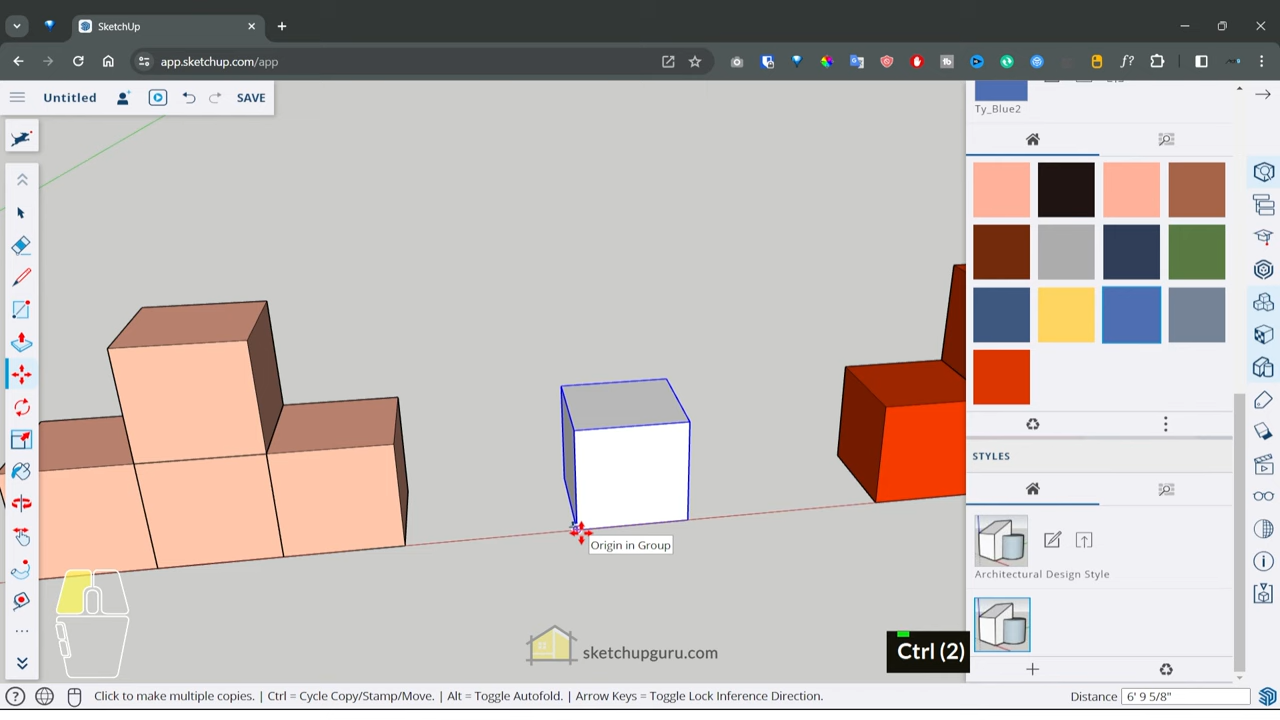 SketchUp
app.sketchup.com/app
Untitled
SAVE
Ty_Blue2
STYLES
Architectural Design Style
Origin in Group
sketchupguru.com
Ctrl (2)
Click to make multiple copies. | Ctrl = Cycle Copy/Stamp/Move. | Alt = Toggle Autofold. | Arrow Keys = Toggle Lock Inference Direction.
Distance 6' 9 5/8"